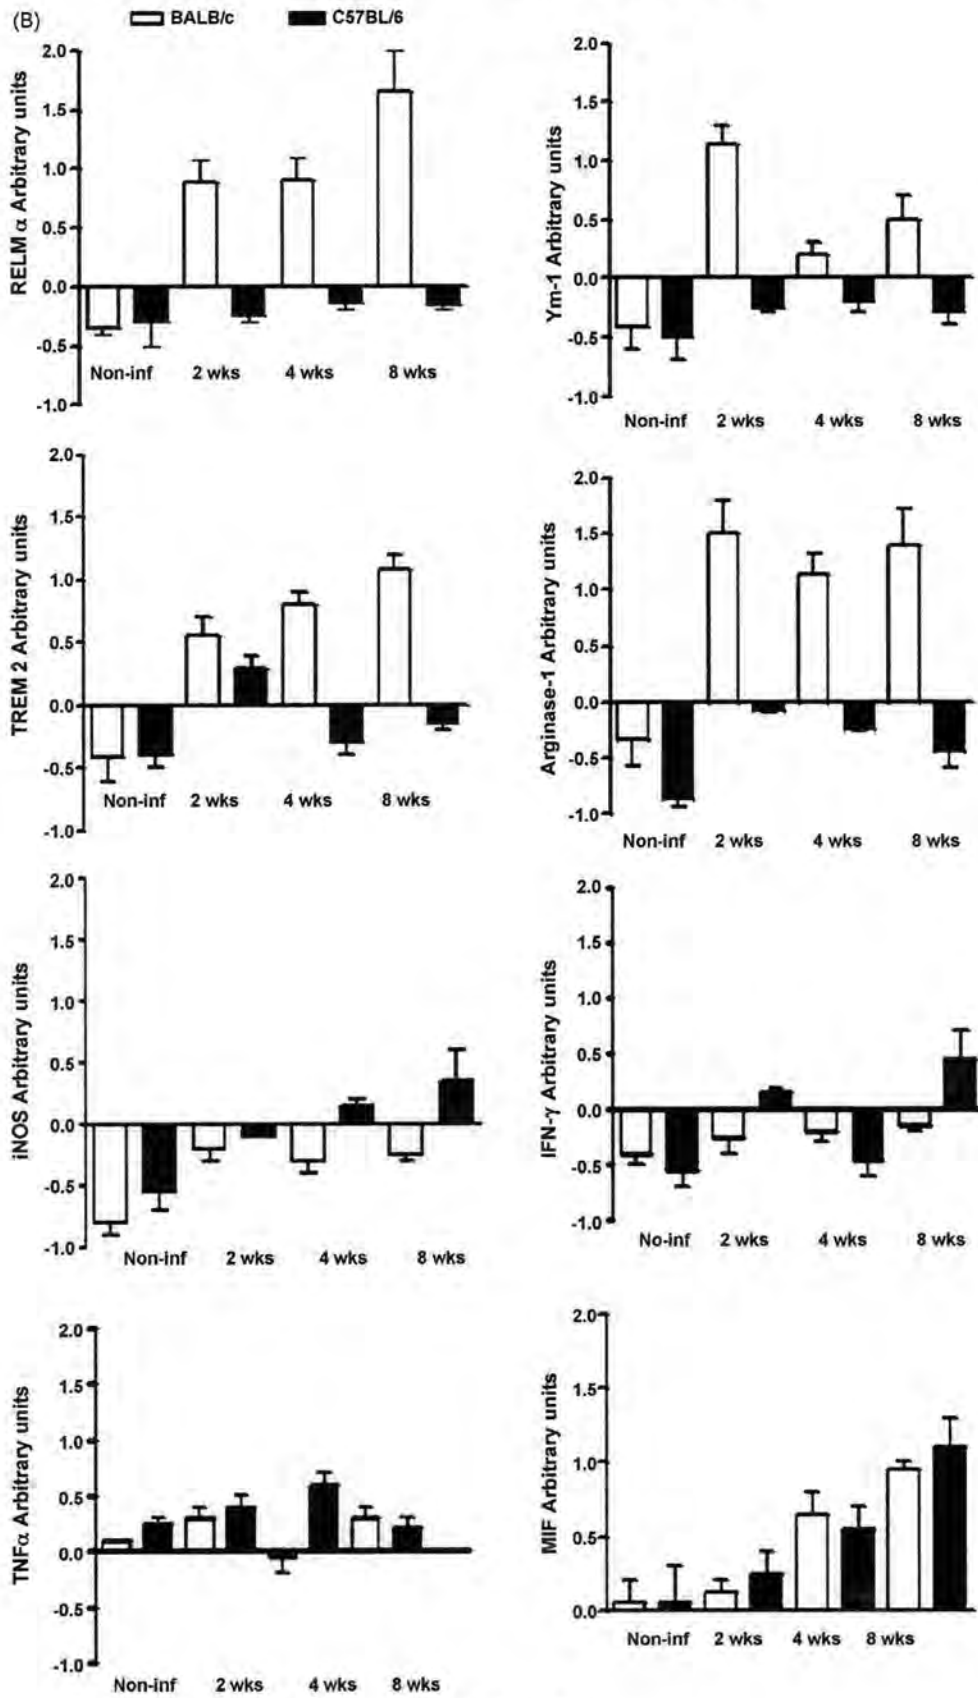 (B)
BALB/c
C57BL/6
RELM α Arbitrary units
2.0
1.5
1.0
0.5
0.0
-0.5
-1.0
Non-inf 2 wks 4 wks 8 wks
Ym-1 Arbitrary units
2.0
1.5
1.0
0.5
0.0
-0.5
-1.0
Non-inf 2 wks 4 wks 8 wks
TREM 2 Arbitrary units
2.0
1.5
1.0
0.5
0.0
-0.5
-1.0
Non-inf 2 wks 4 wks 8 wks
Arginase-1 Arbitrary units
2.0
1.5
1.0
0.5
0.0
-0.5
-1.0
Non-inf 2 wks 4 wks 8 wks
iNOS Arbitrary units
2.0
1.5
1.0
0.5
0.0
-0.5
-1.0
Non-inf 2 wks 4 wks 8 wks
IFN-γ Arbitrary units
2.0
1.5
1.0
0.5
0.0
-0.5
-1.0
No-inf 2 wks 4 wks 8 wks
TNFα Arbitrary units
2.0
1.5
1.0
0.5
0.0
-0.5
-1.0
Non-inf 2 wks 4 wks 8 wks
MIF Arbitrary units
2.0
1.5
1.0
0.5
0.0
Non-inf 2 wks 4 wks 8 wks